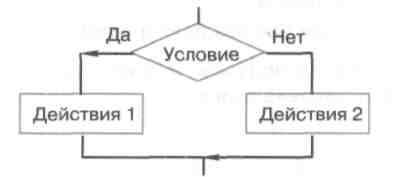 Да
Нет
Условие
Действия 1
Действия 2